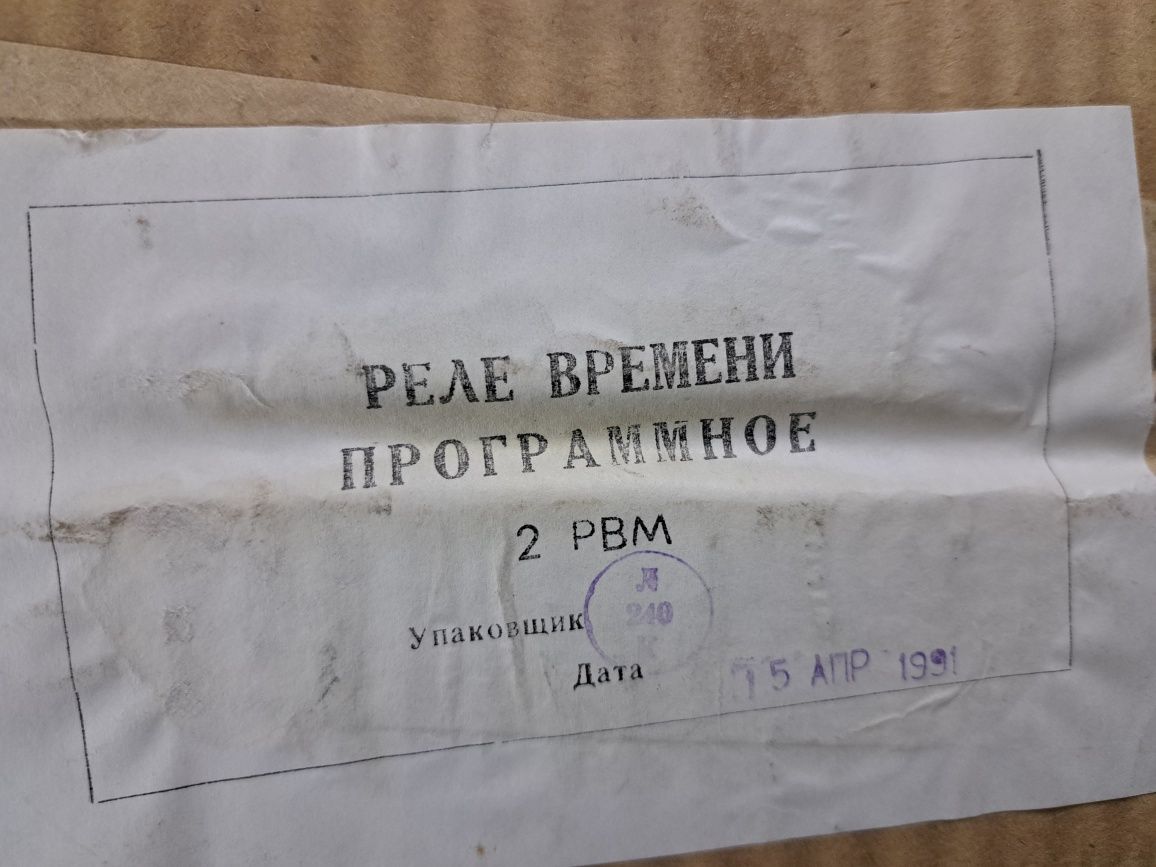 РЕЛЕ ВРЕМЕНИ
ПРОГРАММНОЕ
2 РВМ
Упаковщик
240
Дата 15 АПР 1991